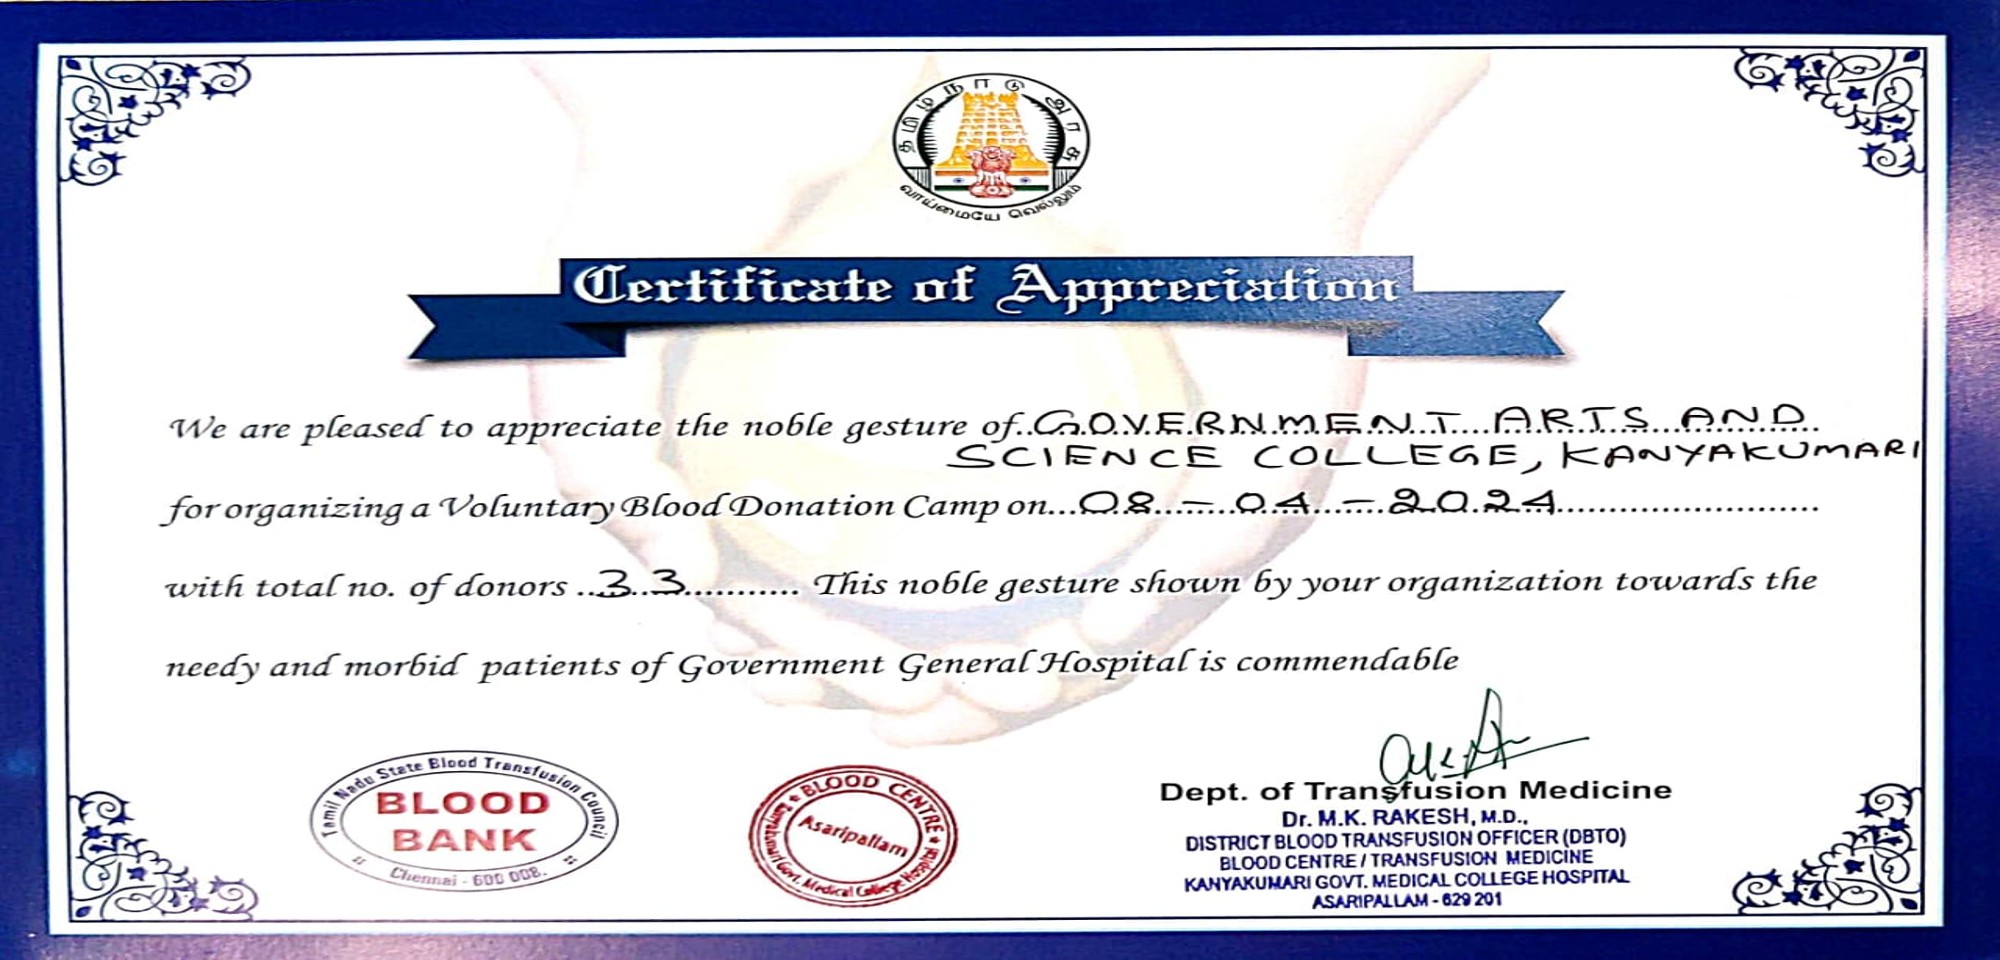 தமிழ்நாடு அரசு
வாய்மையே வெல்லும்
Certificate of Appreciation
We are pleased to appreciate the noble gesture of..GOVERNMENT ARTS AND
SCIENCE COLLEGE, KANYAKUMARI
for organizing a Voluntary Blood Donation Camp on...08-04-2024...
with total no. of donors ..33.......... This noble gesture shown by your organization towards the
needy and morbid patients of Government General Hospital is commendable
Tamil Nadu State Blood Transfusion Council
BLOOD
BANK
Chennai - 600 008.
BLOOD CENTRE
Asaripallam
Kanyakumari Govt. Medical College Hospital
Dept. of Transfusion Medicine
Dr. M.K. RAKESH, M.D.,
DISTRICT BLOOD TRANSFUSION OFFICER (DBTO)
BLOOD CENTRE / TRANSFUSION MEDICINE
KANYAKUMARI GOVT. MEDICAL COLLEGE HOSPITAL
ASARIPALLAM - 629 201